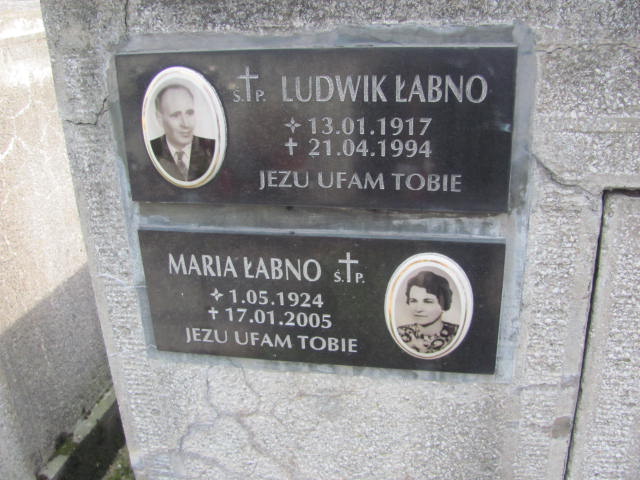 Ś.†P. LUDWIK ŁABNO
✧ 13.01.1917
† 21.04.1994
JEZU UFAM TOBIE
MARIA ŁABNO Ś.†P.
✧ 1.05.1924
† 17.01.2005
JEZU UFAM TOBIE